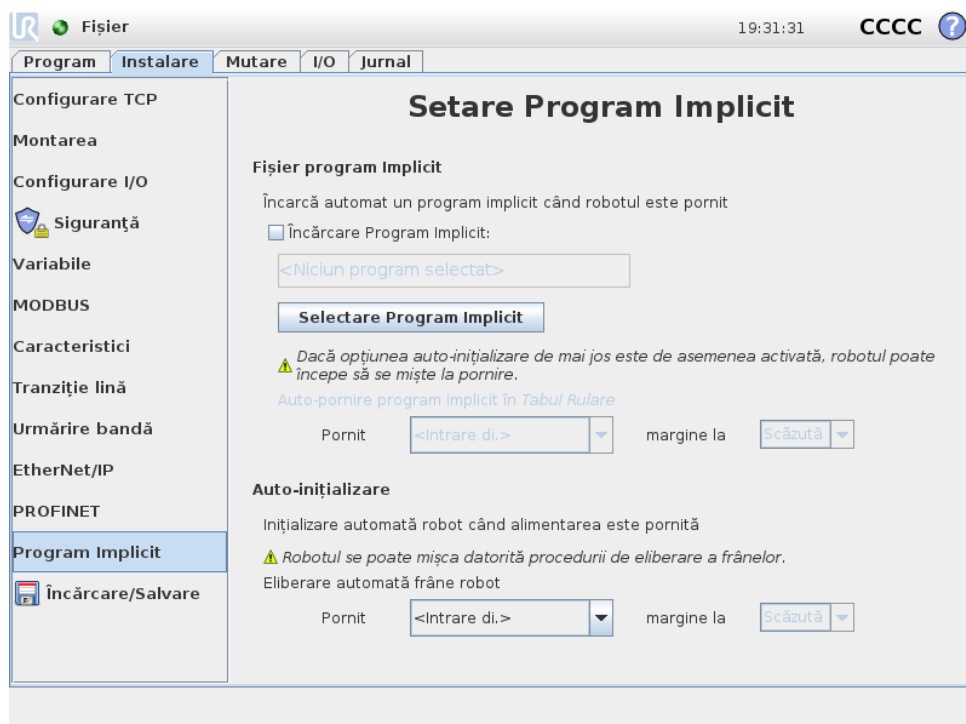 UR Fișier 19:31:31 CCCC ?
Program Instalare Mutare I/O Jurnal
Configurare TCP
Montarea
Configurare I/O
Siguranţă
Variabile
MODBUS
Caracteristici
Tranziție lină
Urmărire bandă
EtherNet/IP
PROFINET
Program Implicit
Încărcare/Salvare
Setare Program Implicit
Fișier program Implicit
Încarcă automat un program implicit când robotul este pornit
Încărcare Program Implicit:
<Niciun program selectat>
Selectare Program Implicit
Dacă opțiunea auto-inițializare de mai jos este de asemenea activată, robotul poate
începe să se miște la pornire.
Auto-pornire program implicit în Tabul Rulare
Pornit <Intrare di.> margine la Scăzută
Auto-inițializare
Inițializare automată robot când alimentarea este pornită
Robotul se poate mișca datorită procedurii de eliberare a frânelor.
Eliberare automată frâne robot
Pornit <Intrare di.> margine la Scăzută